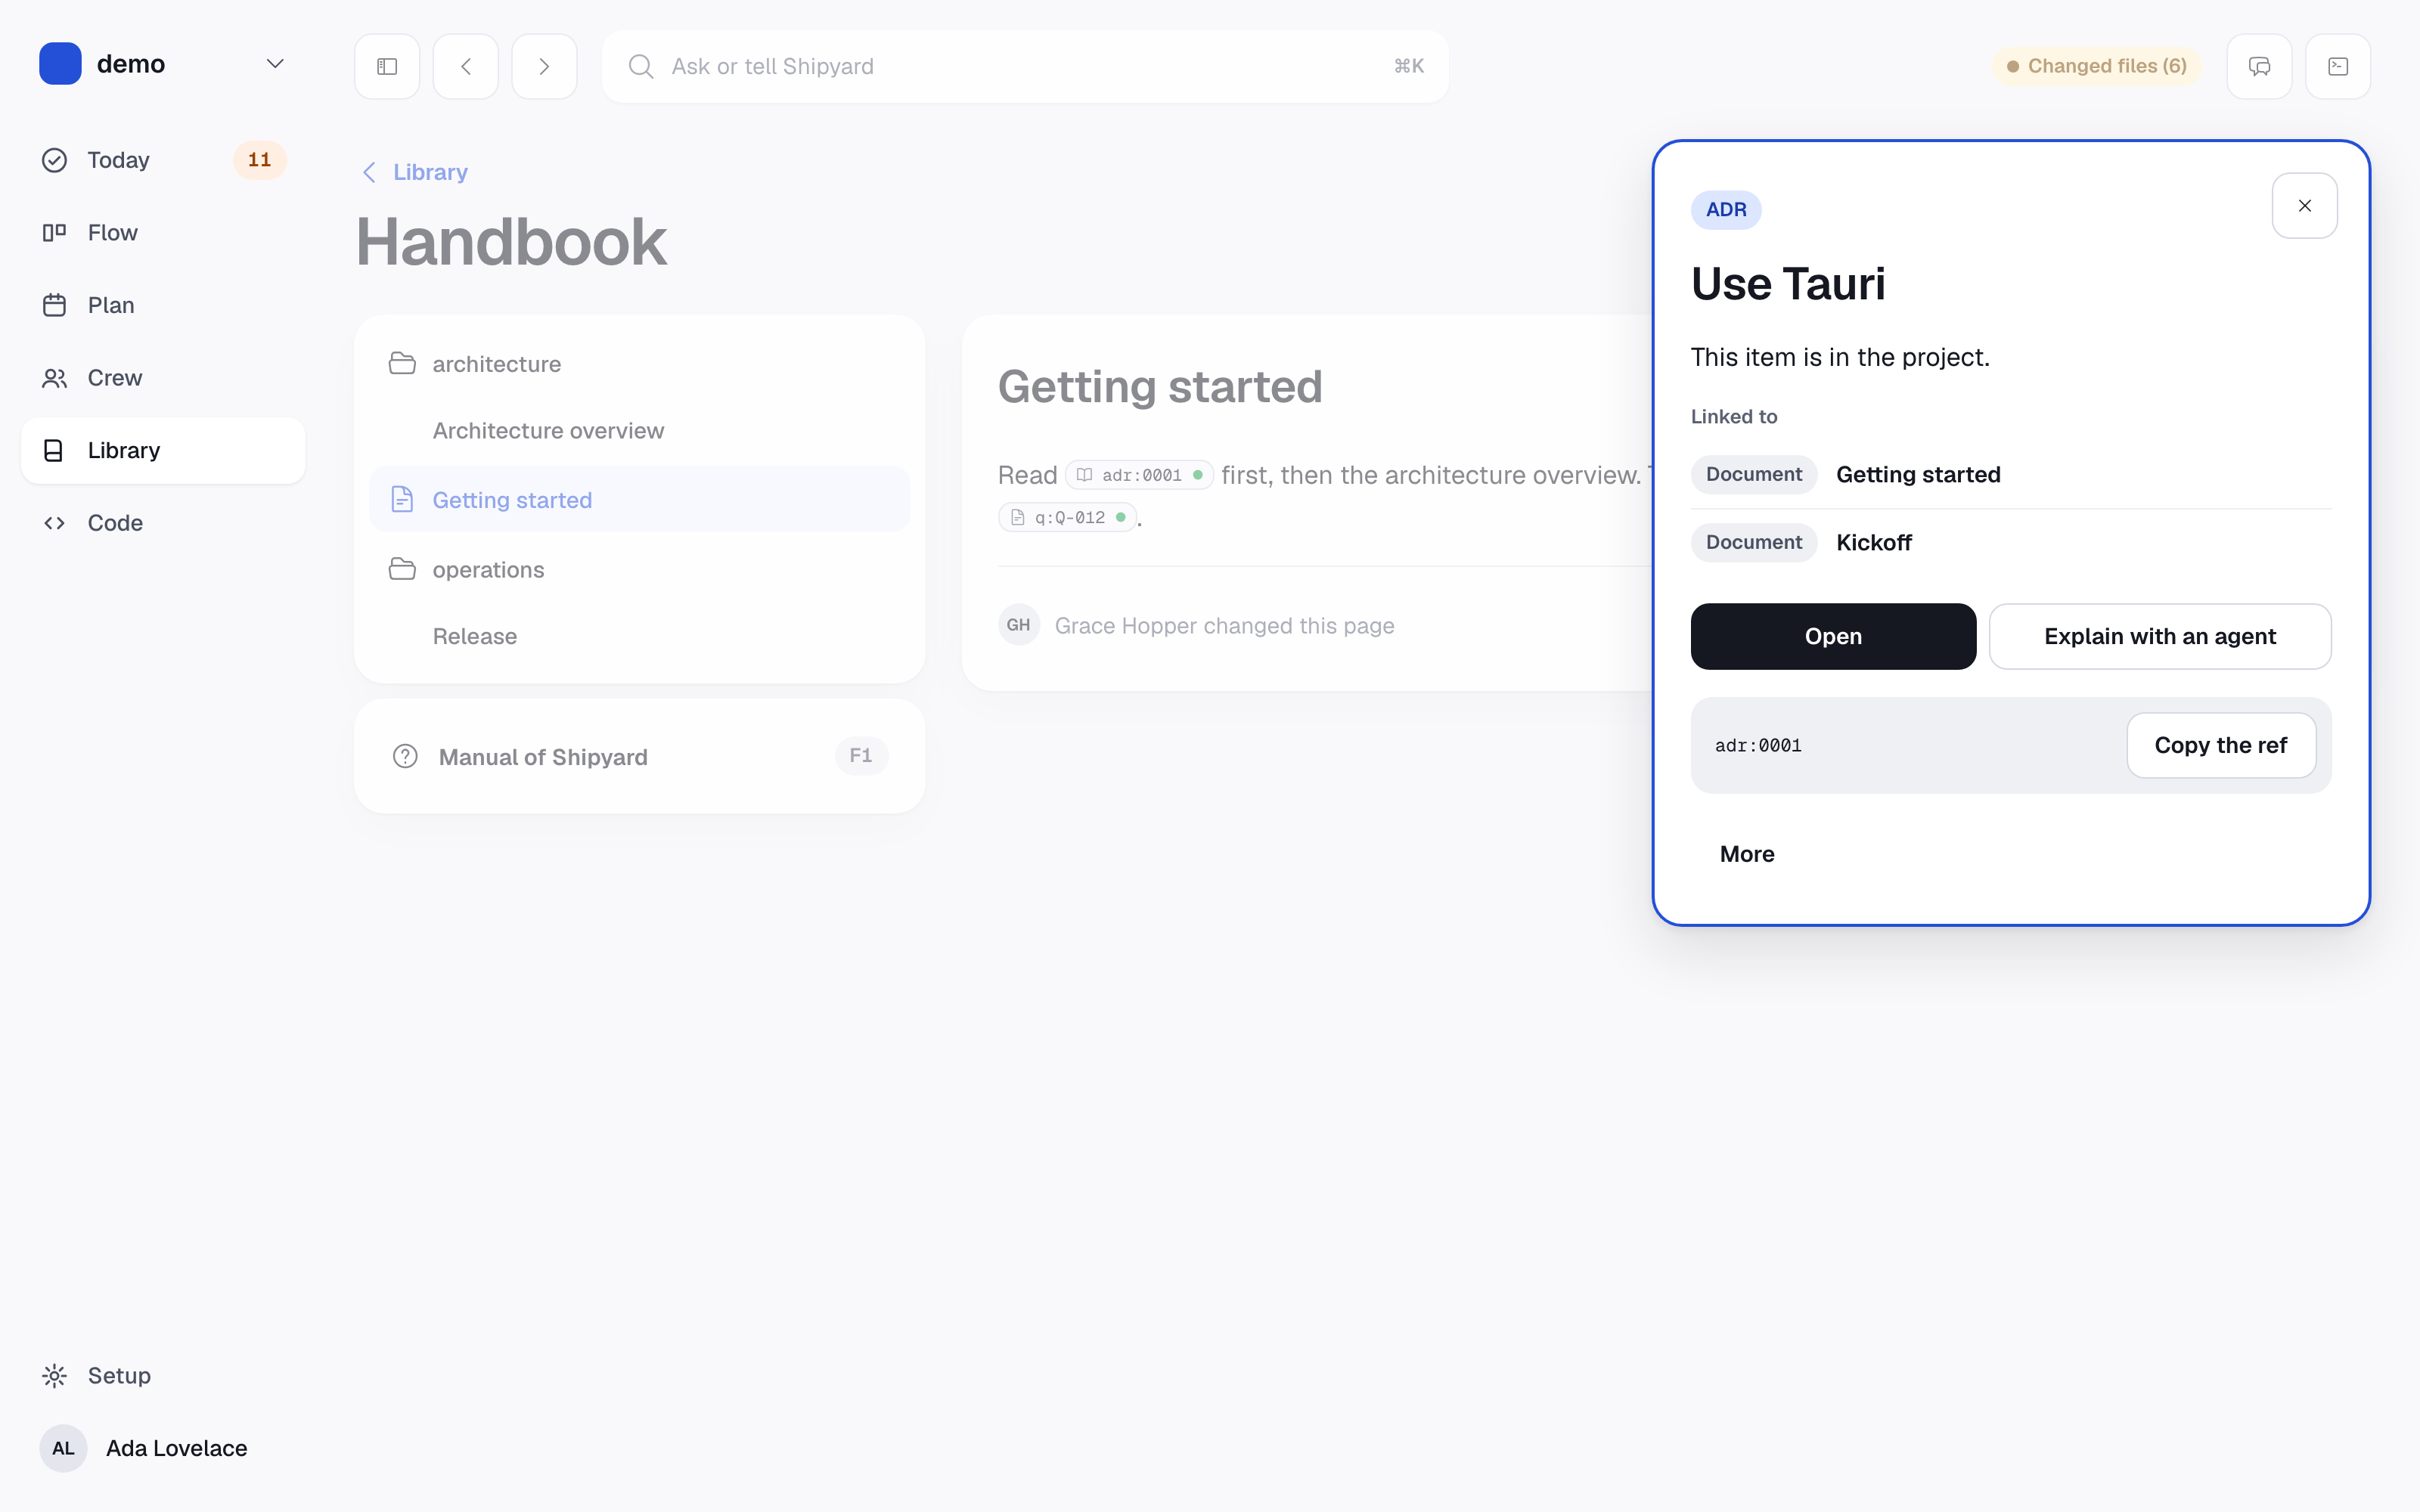 demo
Today 11
Flow
Plan
Crew
Library
Code
Setup
AL Ada Lovelace
Ask or tell Shipyard ⌘K
Changed files (6)
Library
Handbook
architecture
Architecture overview
Getting started
operations
Release
Manual of Shipyard F1
Getting started
Read adr:0001 first, then the architecture overview.
q:Q-012 .
GH Grace Hopper changed this page
ADR
Use Tauri
This item is in the project.
Linked to
Document Getting started
Document Kickoff
Open Explain with an agent
adr:0001 Copy the ref
More